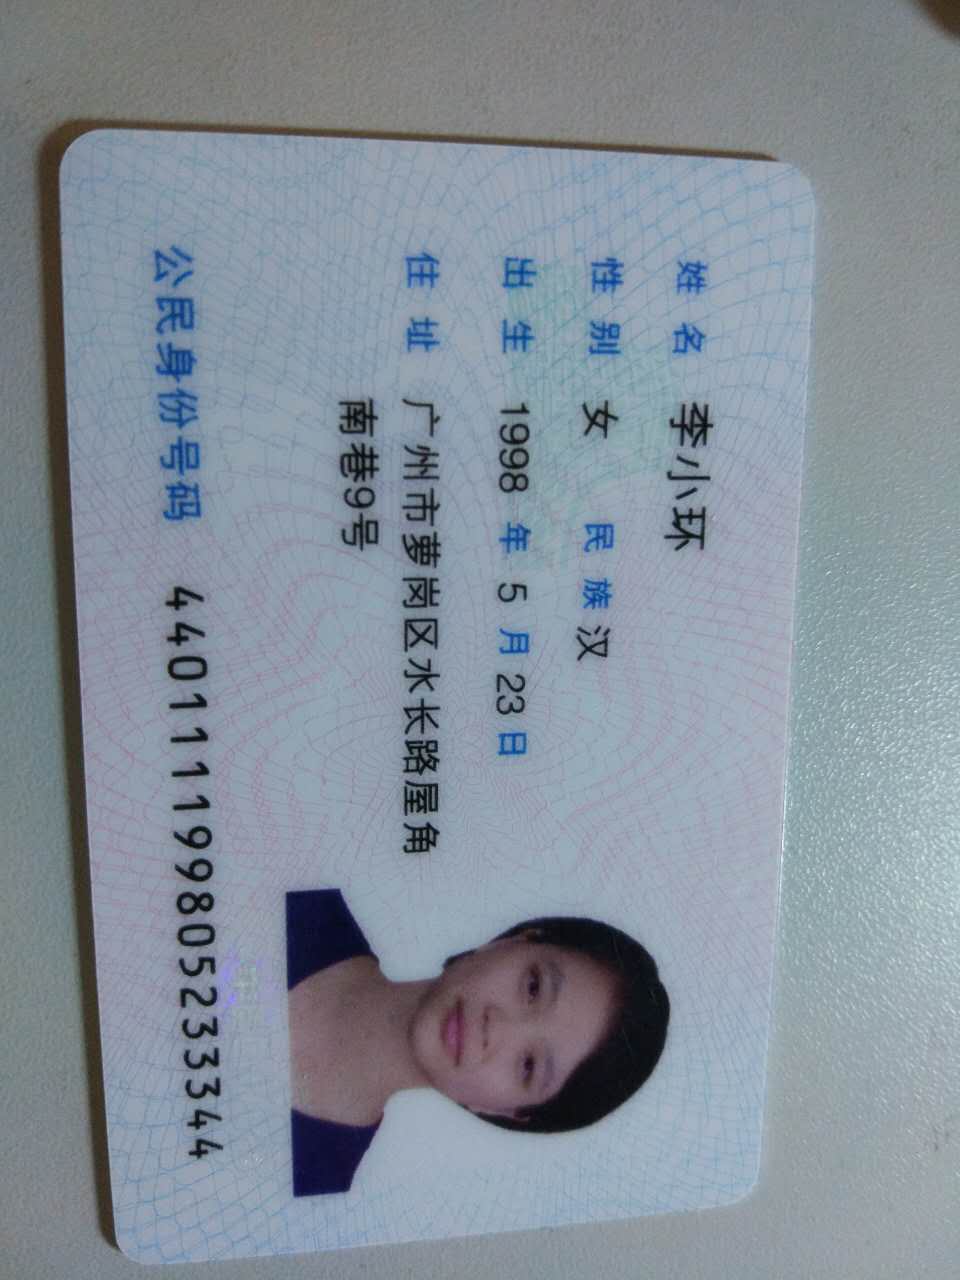 姓名 李小环
性别 女 民族 汉
出生 1998 年 5 月 23 日
住址 广州市萝岗区水长路屋角
南巷9号
公民身份号码 440111199805233344